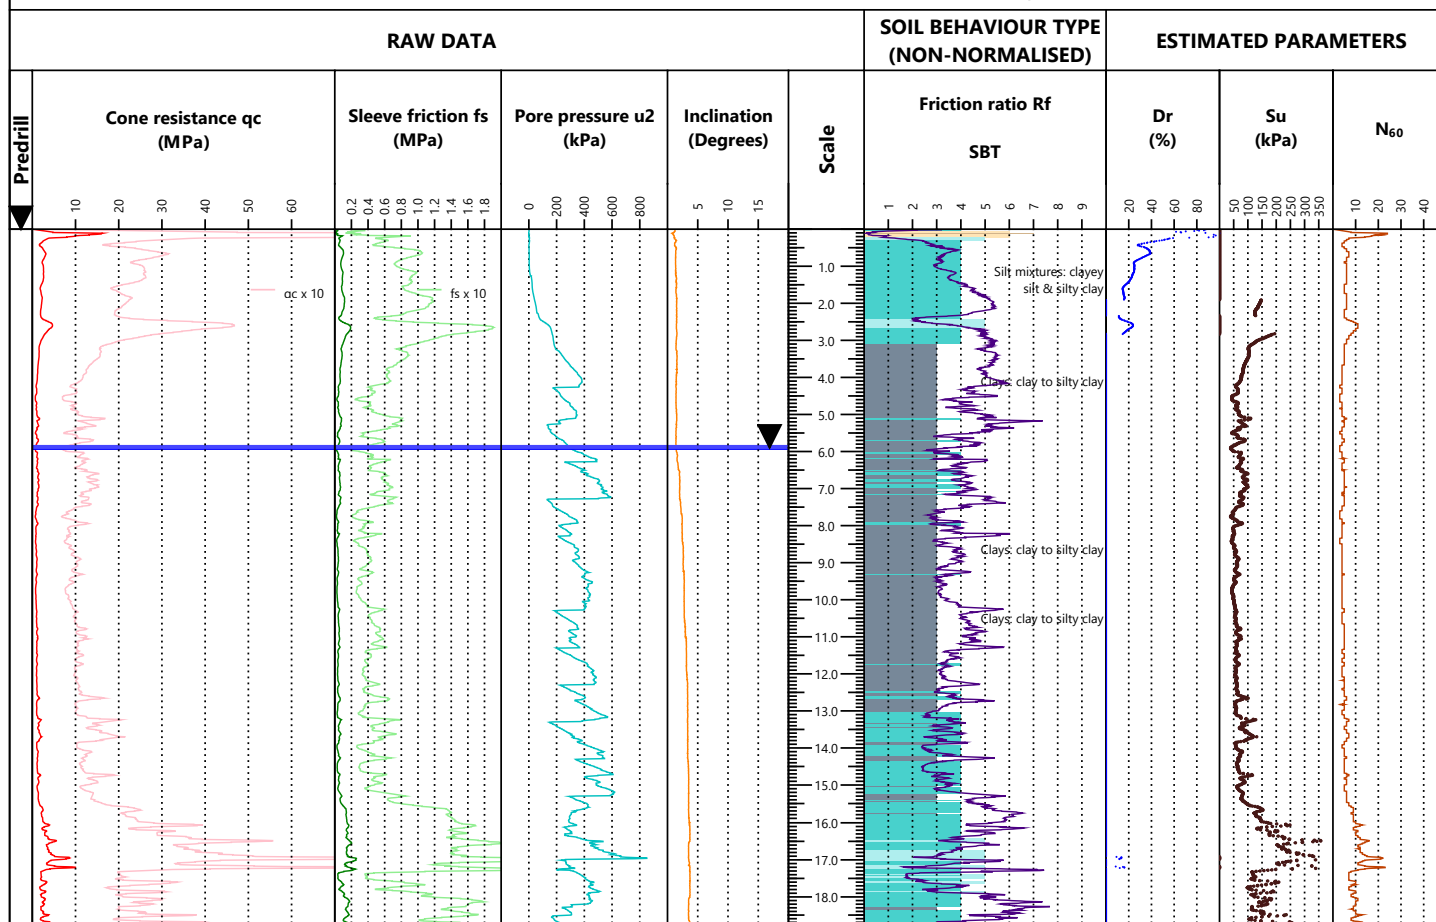 RAW DATA
SOIL BEHAVIOUR TYPE
(NON-NORMALISED)
ESTIMATED PARAMETERS
Predrill
Cone resistance qc
(MPa)
Sleeve friction fs
(MPa)
Pore pressure u2
(kPa)
Inclination
(Degrees)
Scale
Friction ratio Rf
SBT
Dr
(%)
Su
(kPa)
N60
10 20 30 40 50 60
0.2 0.4 0.6 0.8 1.0 1.2 1.4 1.6 1.8
0 200 400 600 800
5 10 15
1 2 3 4 5 6 7 8 9
20 40 60 80
50 100 150 200 250 300 350
10 20 30 40
qc x 10
fs x 10
1.0
2.0
3.0
4.0
5.0
6.0
7.0
8.0
9.0
10.0
11.0
12.0
13.0
14.0
15.0
16.0
17.0
18.0
Silt mixtures: clayey
silt & silty clay
Clays: clay to silty clay
Clays: clay to silty clay
Clays: clay to silty clay